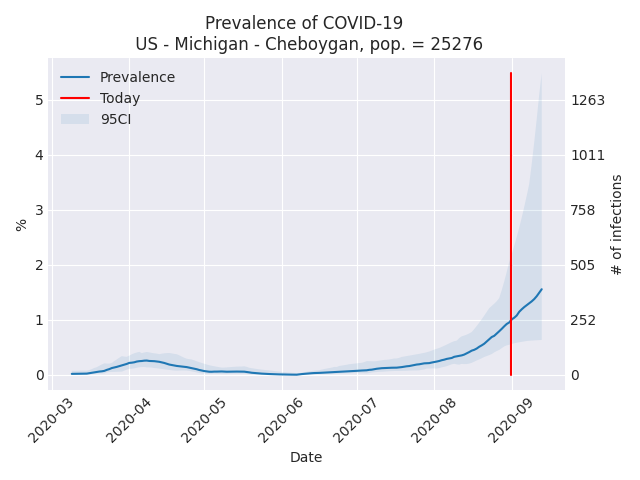 Prevalence of COVID-19
US - Michigan - Cheboygan, pop. = 25276
Prevalence
Today
95CI
%
5
4
3
2
1
0
1263
1011
758
505
252
0
# of infections
2020-03
2020-04
2020-05
2020-06
2020-07
2020-08
2020-09
Date